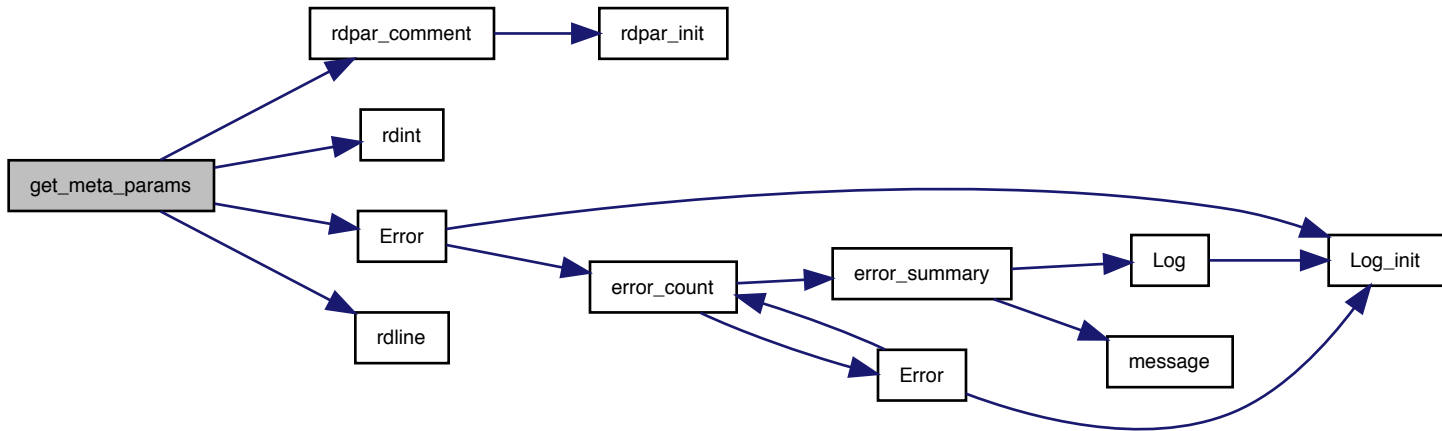 rdpar_comment
rdpar_init
rdint
get_meta_params
Error
Log
Log_init
error_summary
error_count
rdline
message
Error